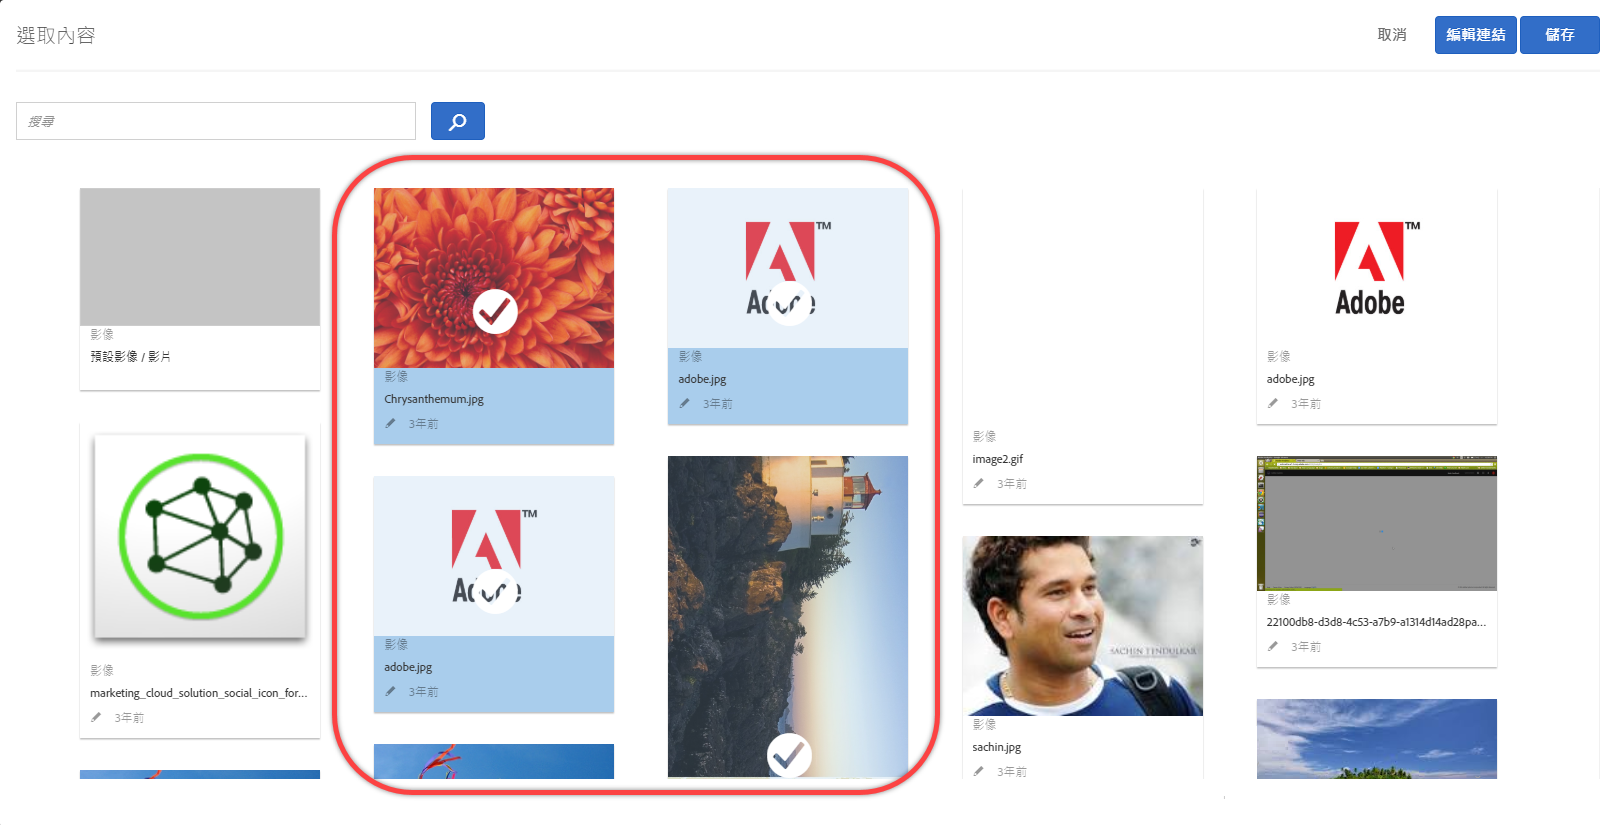 選取內容
取消
編輯連結
儲存
搜尋
影像
預設影像 / 影片
影像
marketing_cloud_solution_social_icon_for...
3年前
影像
Chrysanthemum.jpg
3年前
TM
影像
adobe.jpg
3年前
TM
影像
adobe.jpg
3年前
影像
image2.gif
3年前
SACHIN TENDULKAR
影像
sachin.jpg
3年前
TM
Adobe
影像
adobe.jpg
3年前
影像
22100db8-d3d8-4c53-a7b9-a1314d14ad28pa...
3年前